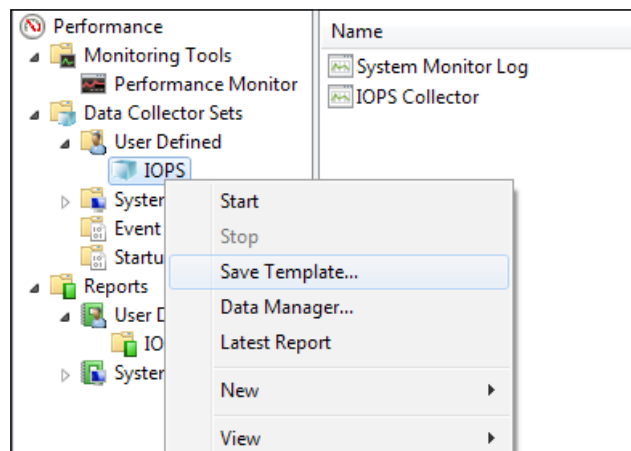 Performance
Monitoring Tools
Performance Monitor
Data Collector Sets
User Defined
IOPS
Syster
Event
Startu
Reports
User D
IO
Syster
Name
System Monitor Log
IOPS Collector
Start
Stop
Save Template...
Data Manager...
Latest Report
New
View